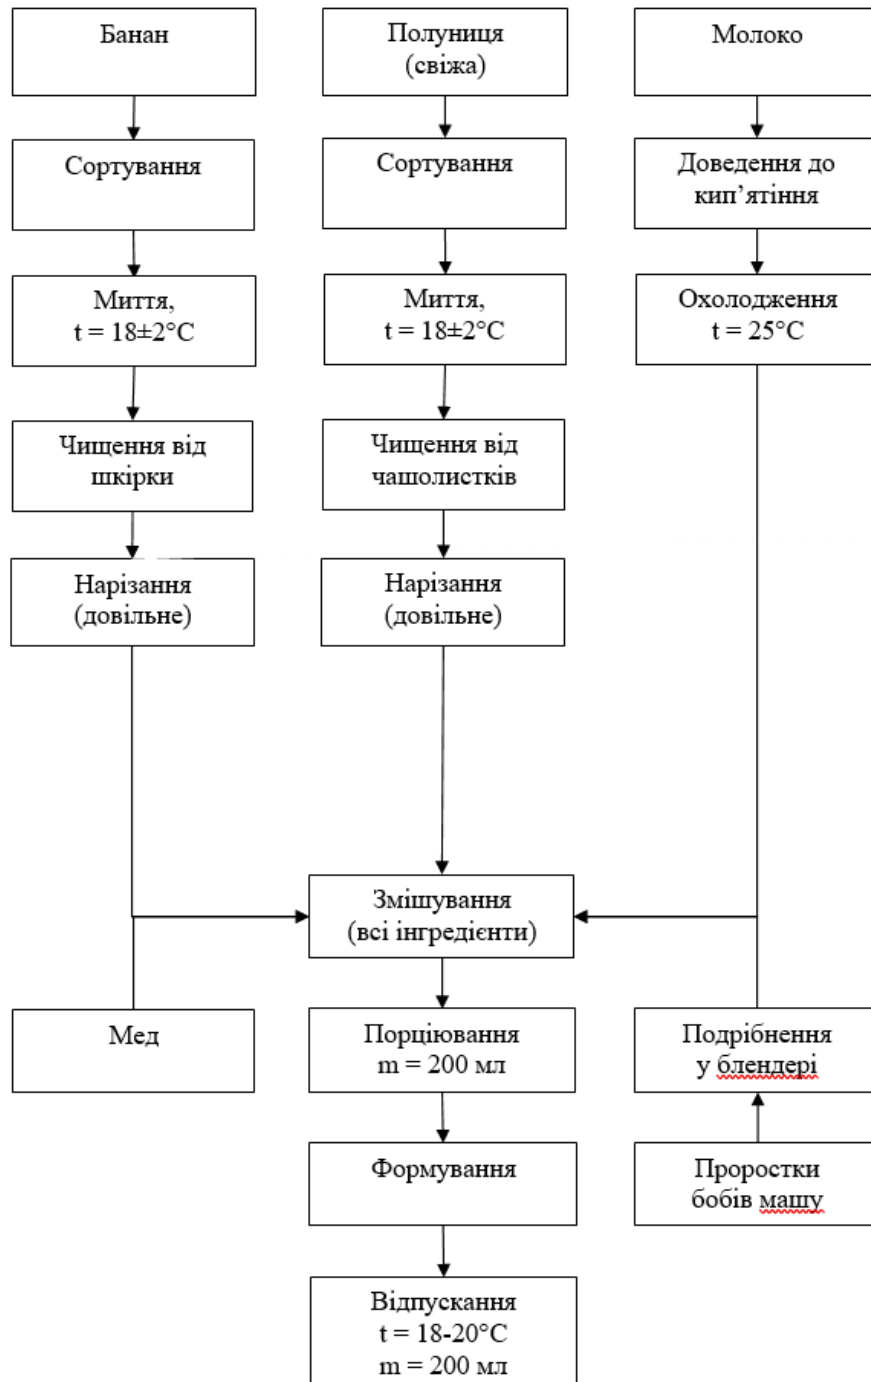 Банан
Полуниця
(свіжа)
Молоко
Сортування
Сортування
Доведення до
кип’ятіння
Миття,
t = 18±2°C
Миття,
t = 18±2°C
Охолодження
t = 25°C
Чищення від
шкірки
Чищення від
чашолистків
Нарізання
(довільне)
Нарізання
(довільне)
Змішування
(всі інгредієнти)
Мед
Порціювання
m = 200 мл
Подрібнення
у блендері
Формування
Проростки
бобів машу
Відпускання
t = 18-20°C
m = 200 мл